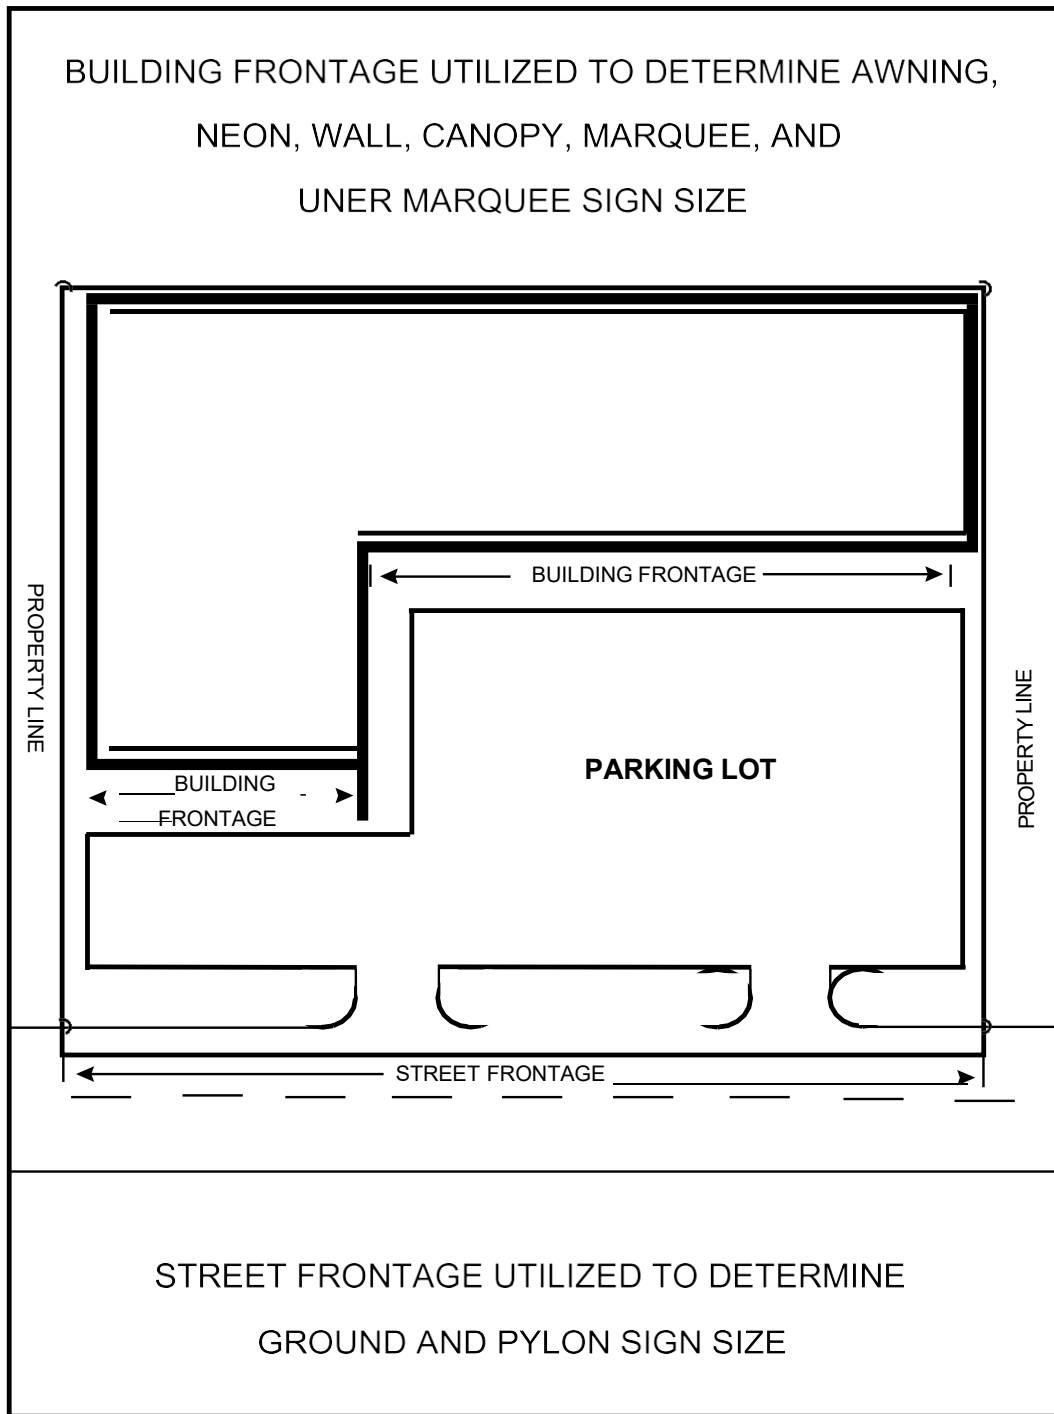 BUILDING FRONTAGE UTILIZED TO DETERMINE AWNING,
NEON, WALL, CANOPY, MARQUEE, AND
UNER MARQUEE SIGN SIZE
BUILDING FRONTAGE
PROPERTY LINE
PROPERTY LINE
PARKING LOT
BUILDING
FRONTAGE
STREET FRONTAGE
STREET FRONTAGE UTILIZED TO DETERMINE
GROUND AND PYLON SIGN SIZE